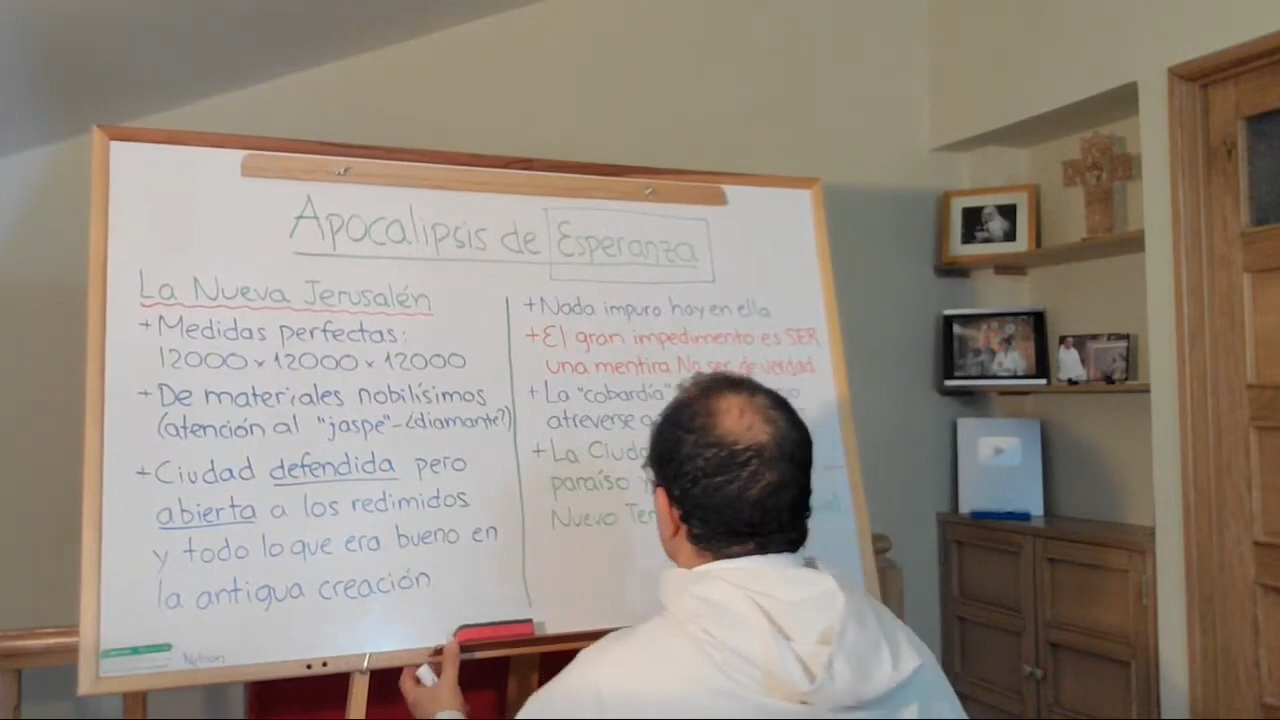 Apocalipsis de Esperanza
La Nueva Jerusalén
+Medidas perfectas:
12000 x 12000 x 12000
+De materiales nobilísimos
(atención al "jaspe"-¿diamante?)
+Ciudad defendida pero
abierta a los redimidos
y todo lo que era bueno en
la antigua creación
+Nada impuro hay en ella
+El gran impedimento es SER
una mentira No ser de verdad
+La "cobardía"
atreverse
+La
paraíso
Nuevo